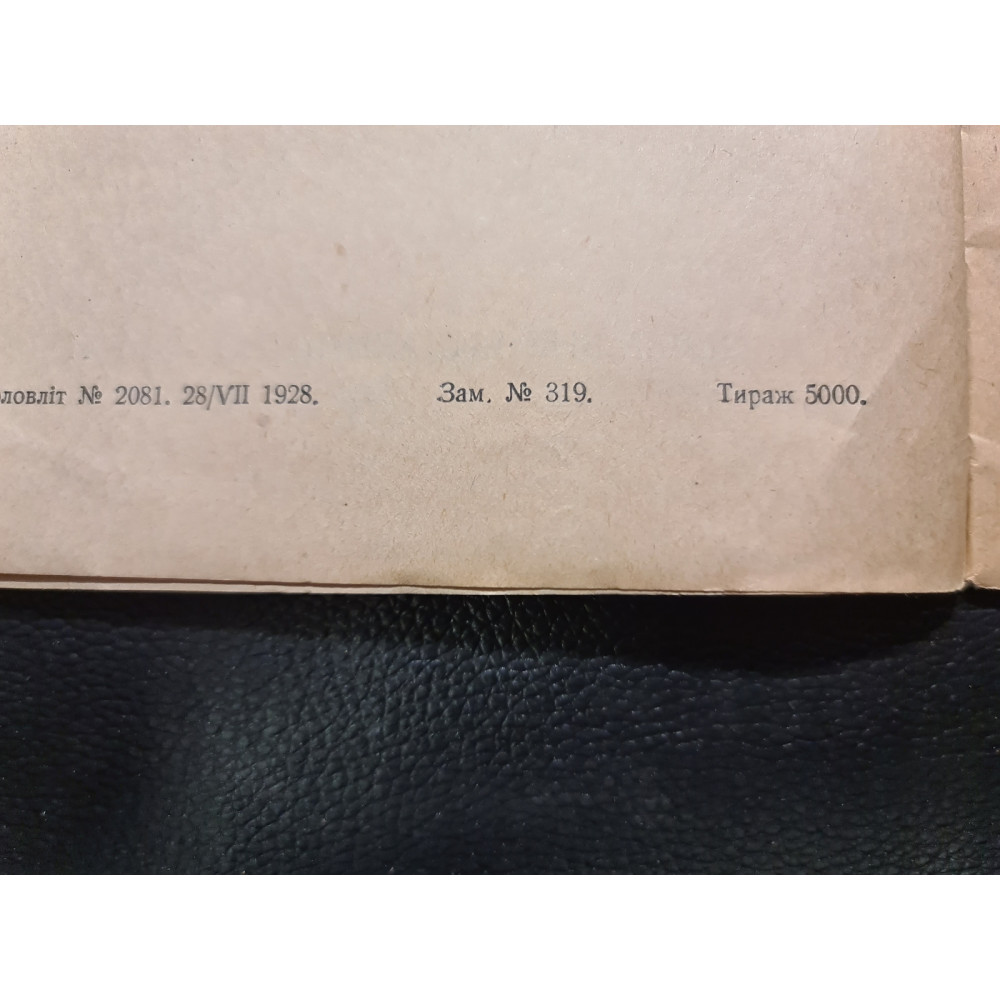 оловліт № 2081. 28/VII 1928. Зам. № 319. Тираж 5000.